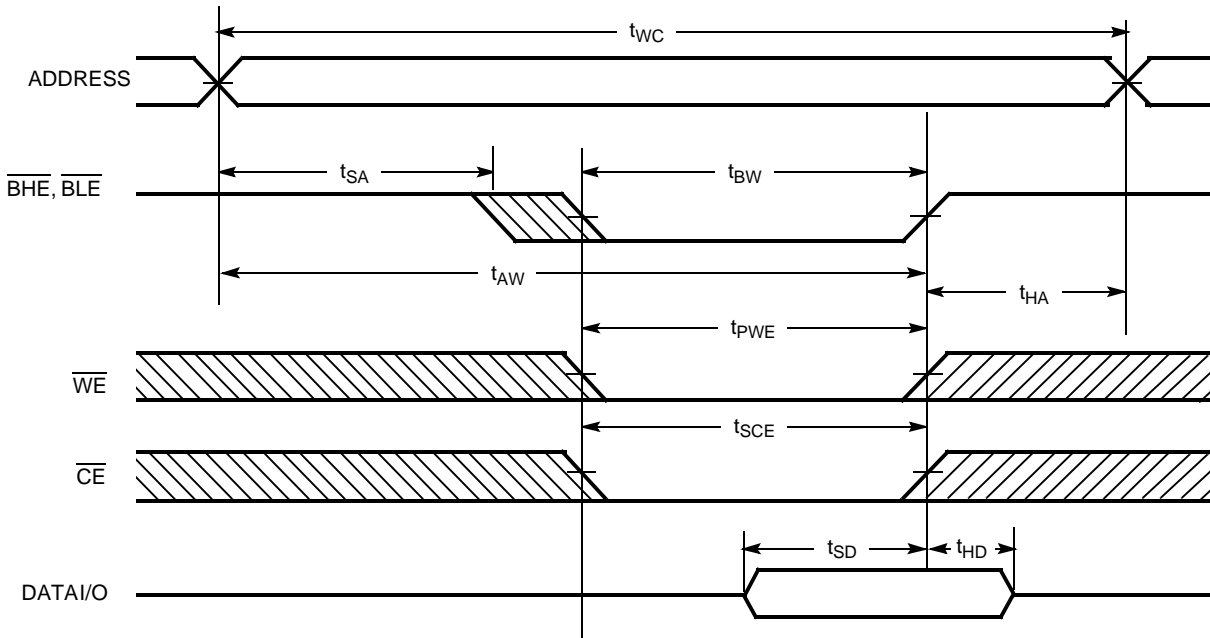 tWC
ADDRESS
tSA
tBW
BHE, BLE
tAW
tHA
tPWE
WE
tSCE
CE
tSD
tHD
DATAI/O